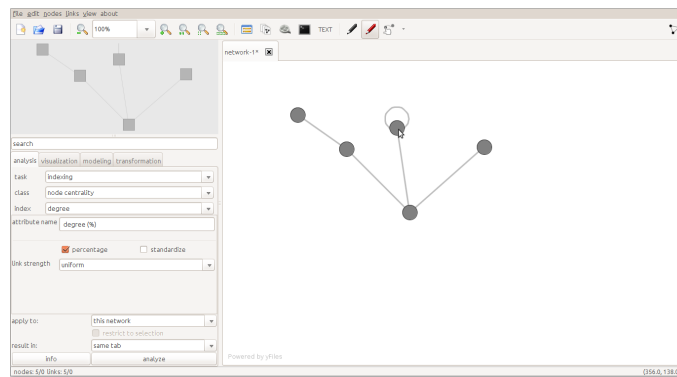 file edit nodes links view about
100%
TEXT
network-1*
search
analysis visualization modeling transformation
task indexing
class node centrality
index degree
attribute name degree (%)
percentage standardize
link strength uniform
apply to: this network
restrict to selection
result in: same tab
info analyze
Powered by yFiles
nodes: 5/0 links: 5/0 (356.0, 138.0